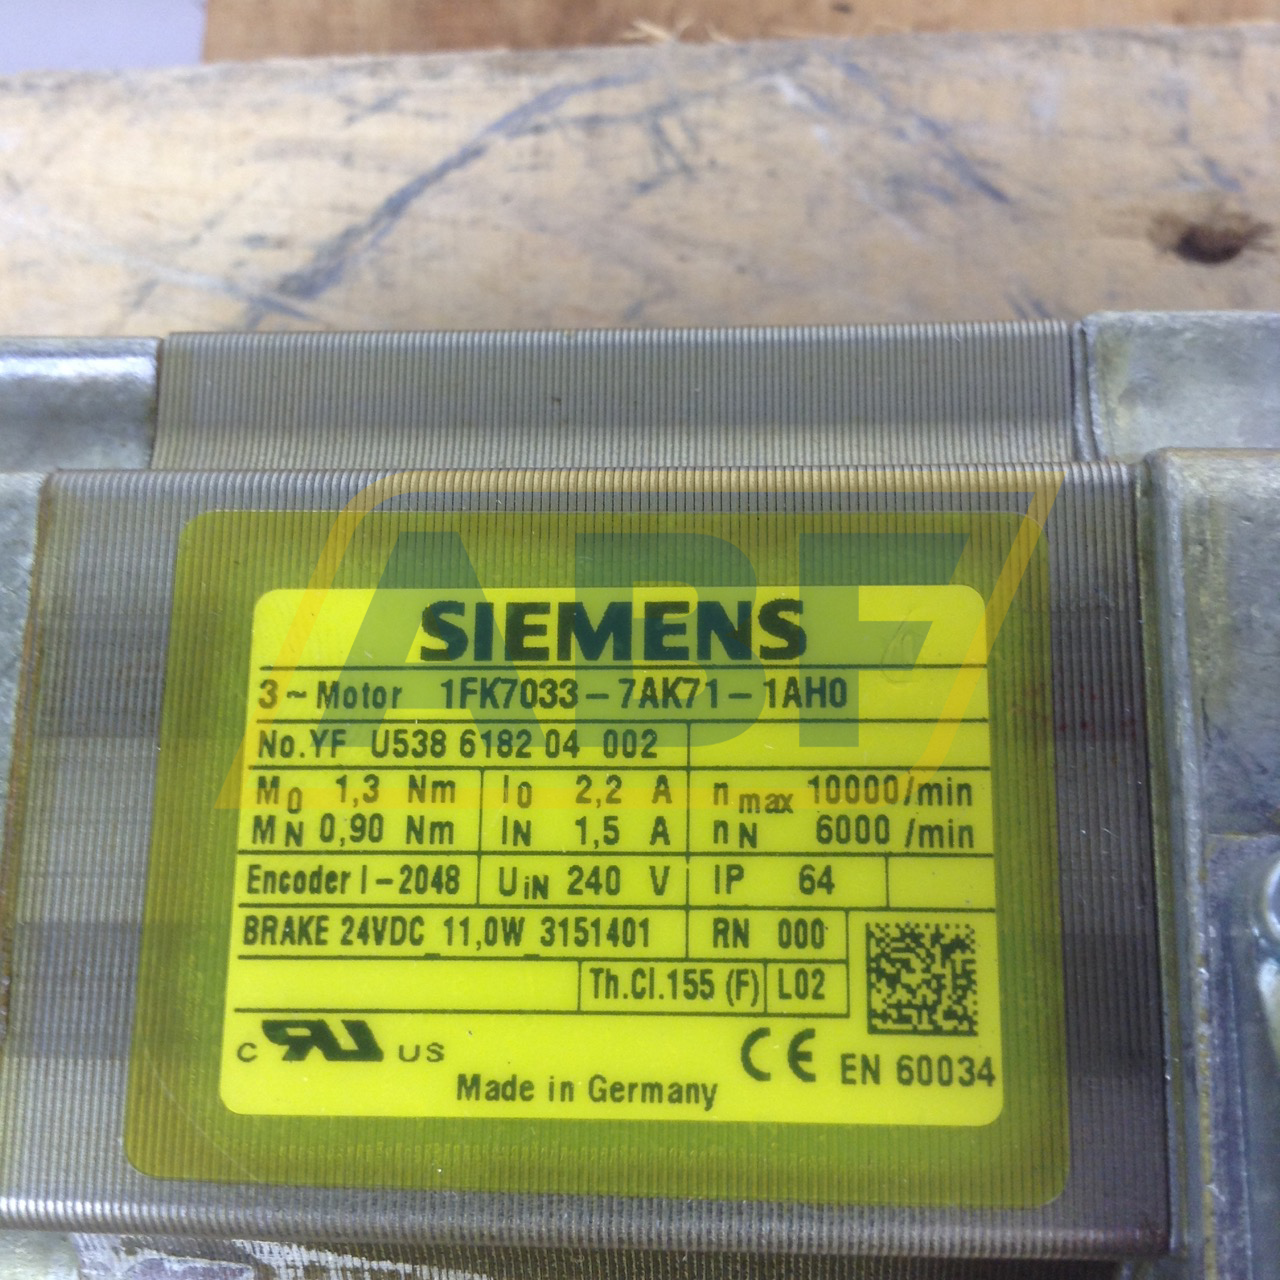 SIEMENS
3~Motor 1FK7033-7AK71-1AH0
No.YF U538 6182 04 002
M0 1,3 Nm I0 2,2 A nmax 10000/min
MN 0,90 Nm IN 1,5 A nN 6000 /min
Encoder I-2048 UiN 240 V IP 64
BRAKE 24VDC 11,0W 3151401 RN 000
Th.Cl.155 (F) L02
C RU US
CE EN 60034
Made in Germany
ABF